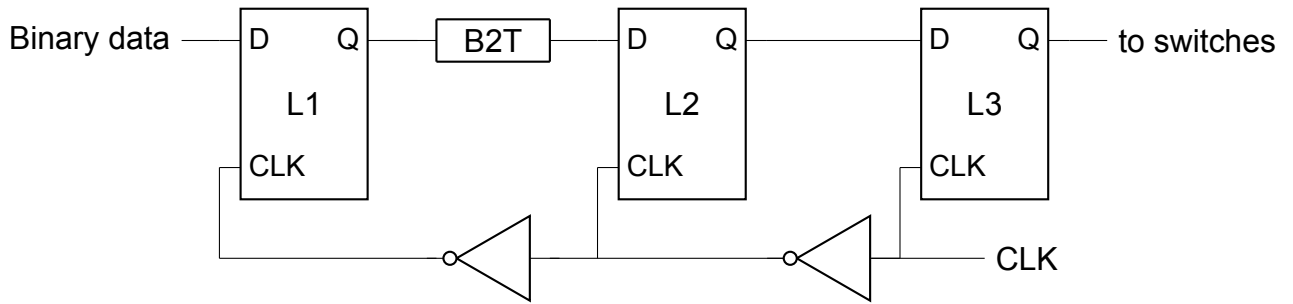 Binary data
D
Q
L1
CLK
B2T
D
Q
L2
CLK
D
Q
L3
CLK
to switches
CLK